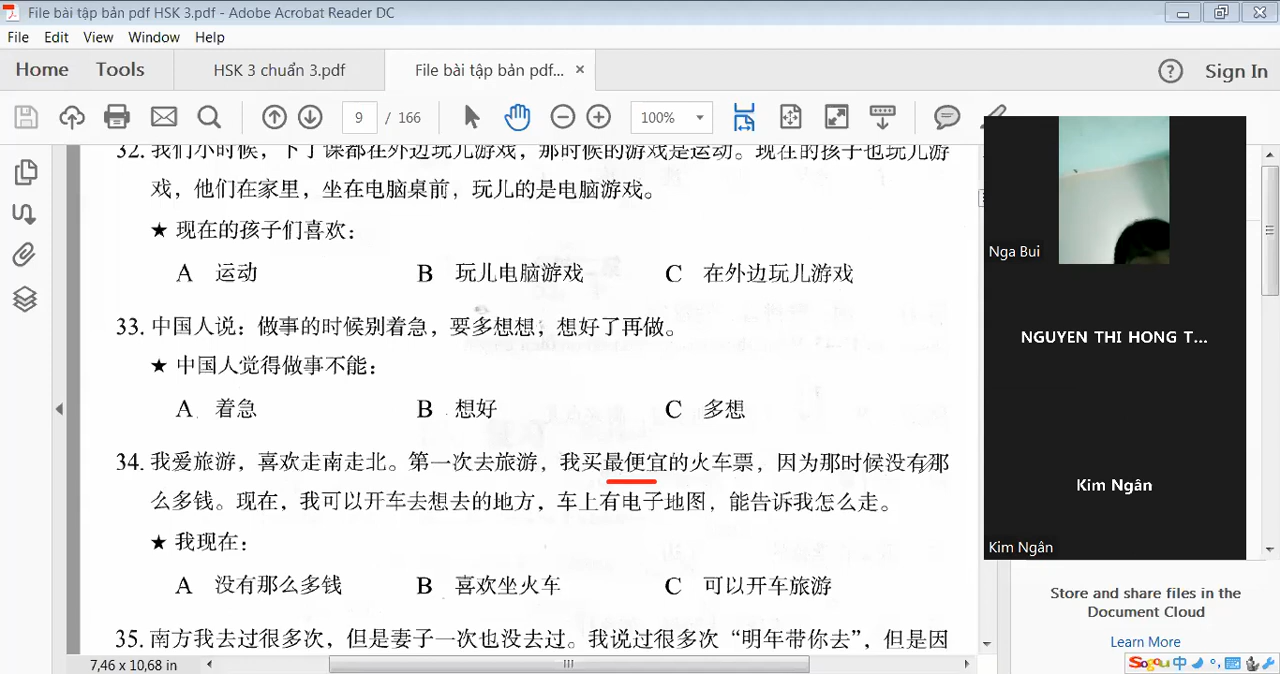 File bài tập bản pdf HSK 3.pdf - Adobe Acrobat Reader DC
File Edit View Window Help
Home Tools HSK 3 chuẩn 3.pdf File bài tập bản pdf... × Sign In
9 / 166 100%
32. 我们小时候，下了课都在外边玩儿游戏，那时候的游戏是运动。现在的孩子也玩儿游
戏，他们在家里，坐在电脑桌前，玩儿的是电脑游戏。
★ 现在的孩子们喜欢：
A 运动 B 玩儿电脑游戏 C 在外边玩儿游戏
33. 中国人说：做事的时候别着急，要多想想，想好了再做。
★ 中国人觉得做事不能：
A 着急 B 想好 C 多想
34. 我爱旅游，喜欢走南走北。第一次去旅游，我买最便宜的火车票，因为那时候没有那
么多钱。现在，我可以开车去想去的地方，车上有电子地图，能告诉我怎么走。
★ 我现在：
A 没有那么多钱 B 喜欢坐火车 C 可以开车旅游
35. 南方我去过很多次，但是妻子一次也没去过。我说过很多次“明年带你去”，但是因
7,46 x 10,68 in
Nga Bui
NGUYEN THI HONG T...
Kim Ngân
Kim Ngân
Store and share files in the
Document Cloud
Learn More
Sogou 中